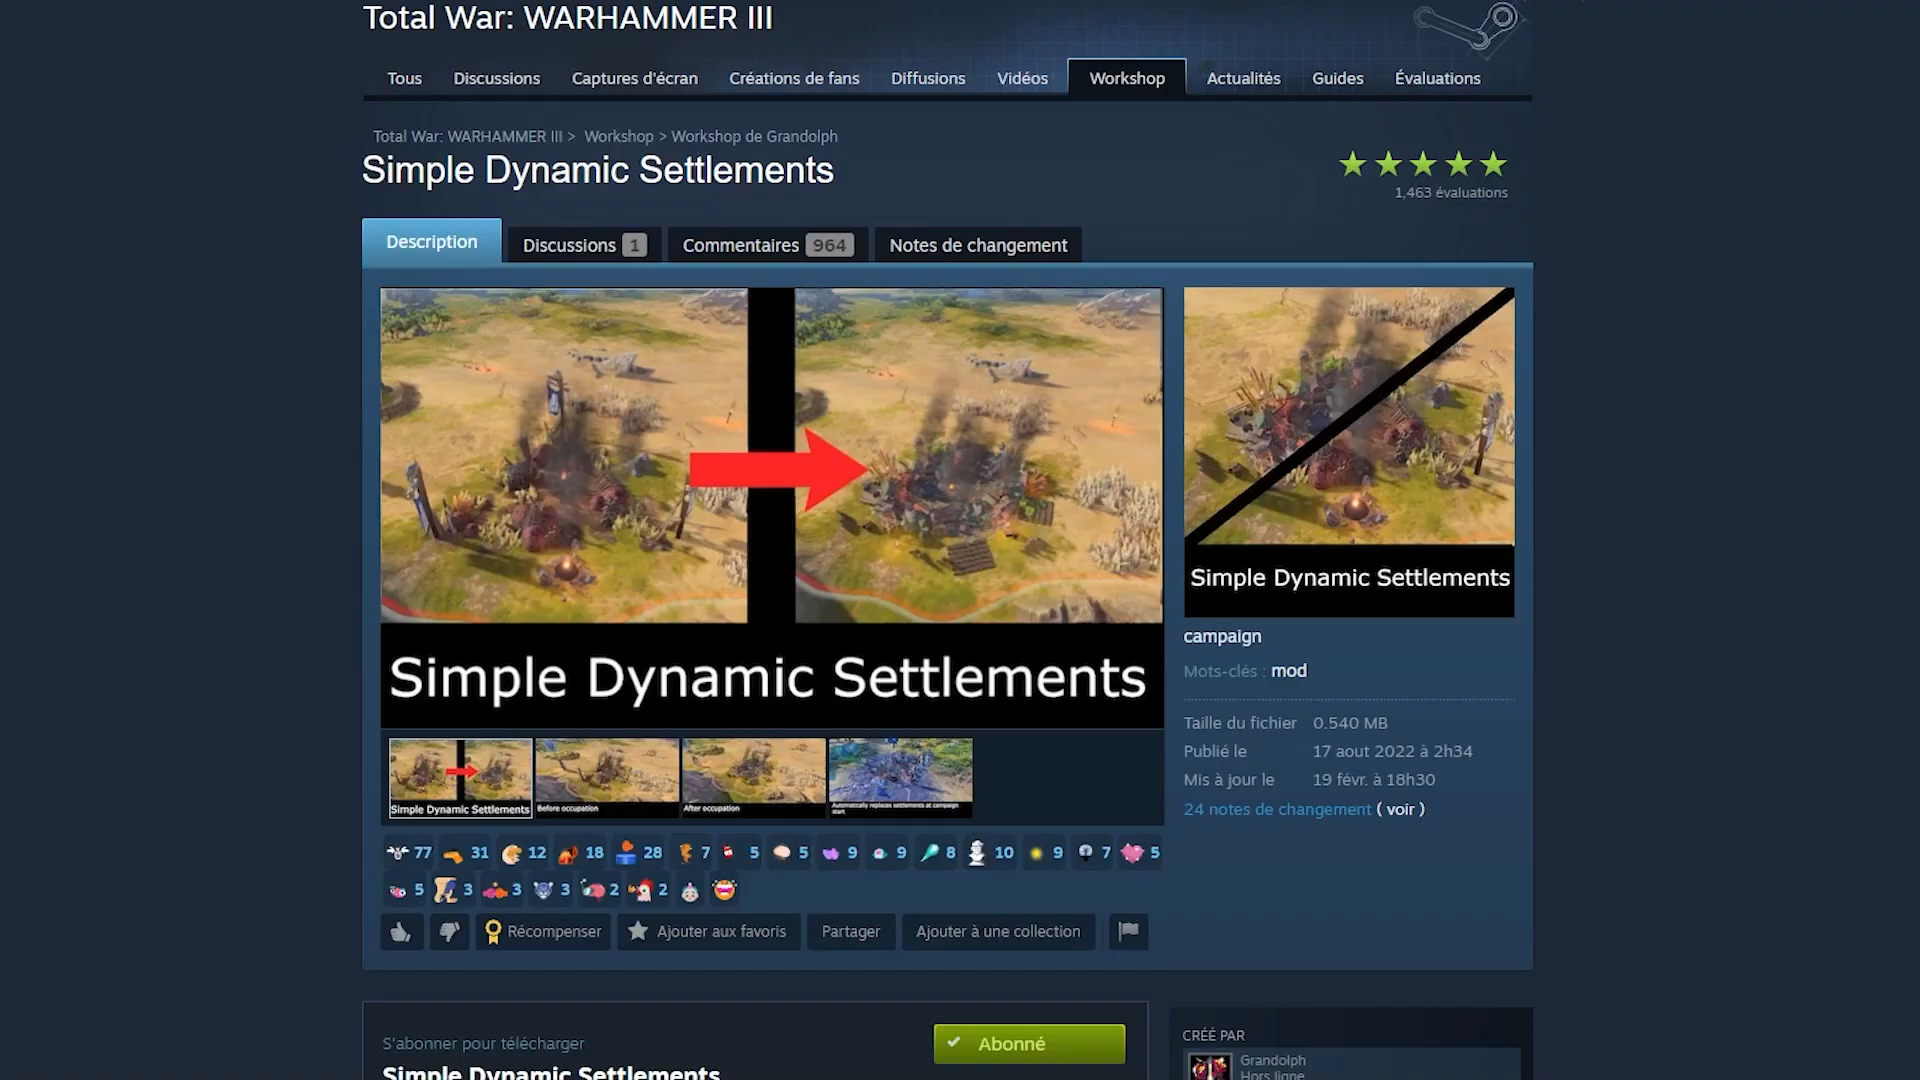 Total War: WARHAMMER III
Tous Discussions Captures d'écran Créations de fans Diffusions Vidéos Workshop Actualités Guides Évaluations
Total War: WARHAMMER III > Workshop > Workshop de Grandolph
Simple Dynamic Settlements
1,463 évaluations
Description Discussions 1 Commentaires 964 Notes de changement
Simple Dynamic Settlements
Simple Dynamic Settlements
campaign
Mots-clés : mod
Taille du fichier 0.540 MB
Publié le 17 aout 2022 à 2h34
Mis à jour le 19 févr. à 18h30
24 notes de changement ( voir )
Simple Dynamic Settlements
Before occupation
After occupation
Automatically replaces settlements at campaign
start
77 31 12 18 28 7 5 5 9 9 8 10 9 7 5
5 3 3 3 2 2
Récompenser Ajouter aux favoris Partager Ajouter à une collection
S'abonner pour télécharger
Simple Dynamic Settlements
Abonné
CRÉÉ PAR
Grandolph
Hors ligne